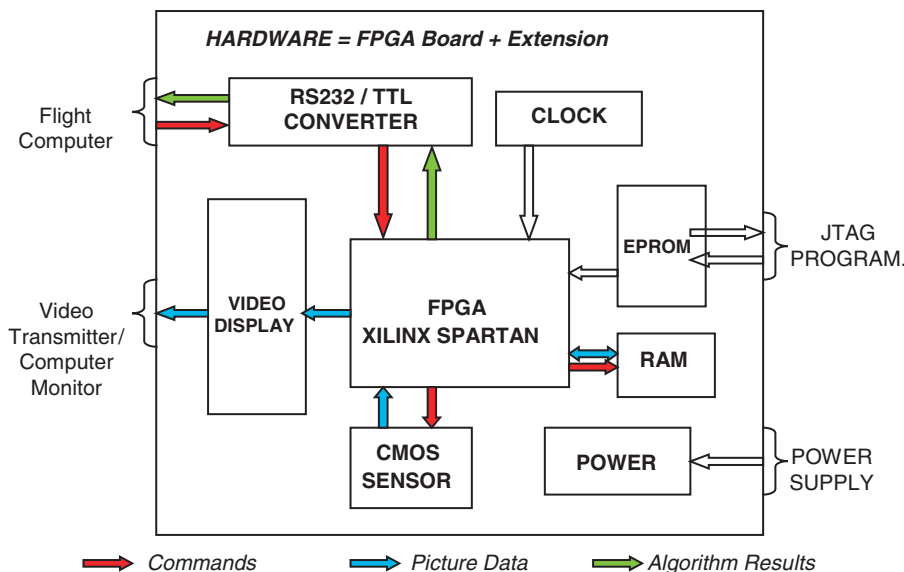 HARDWARE = FPGA Board + Extension
RS232 / TTL
CONVERTER
CLOCK
Flight
Computer
EPROM
JTAG
PROGRAM.
VIDEO
DISPLAY
FPGA
XILINX SPARTAN
Video
Transmitter/
Computer
Monitor
RAM
CMOS
SENSOR
POWER
POWER
SUPPLY
Commands
Picture Data
Algorithm Results